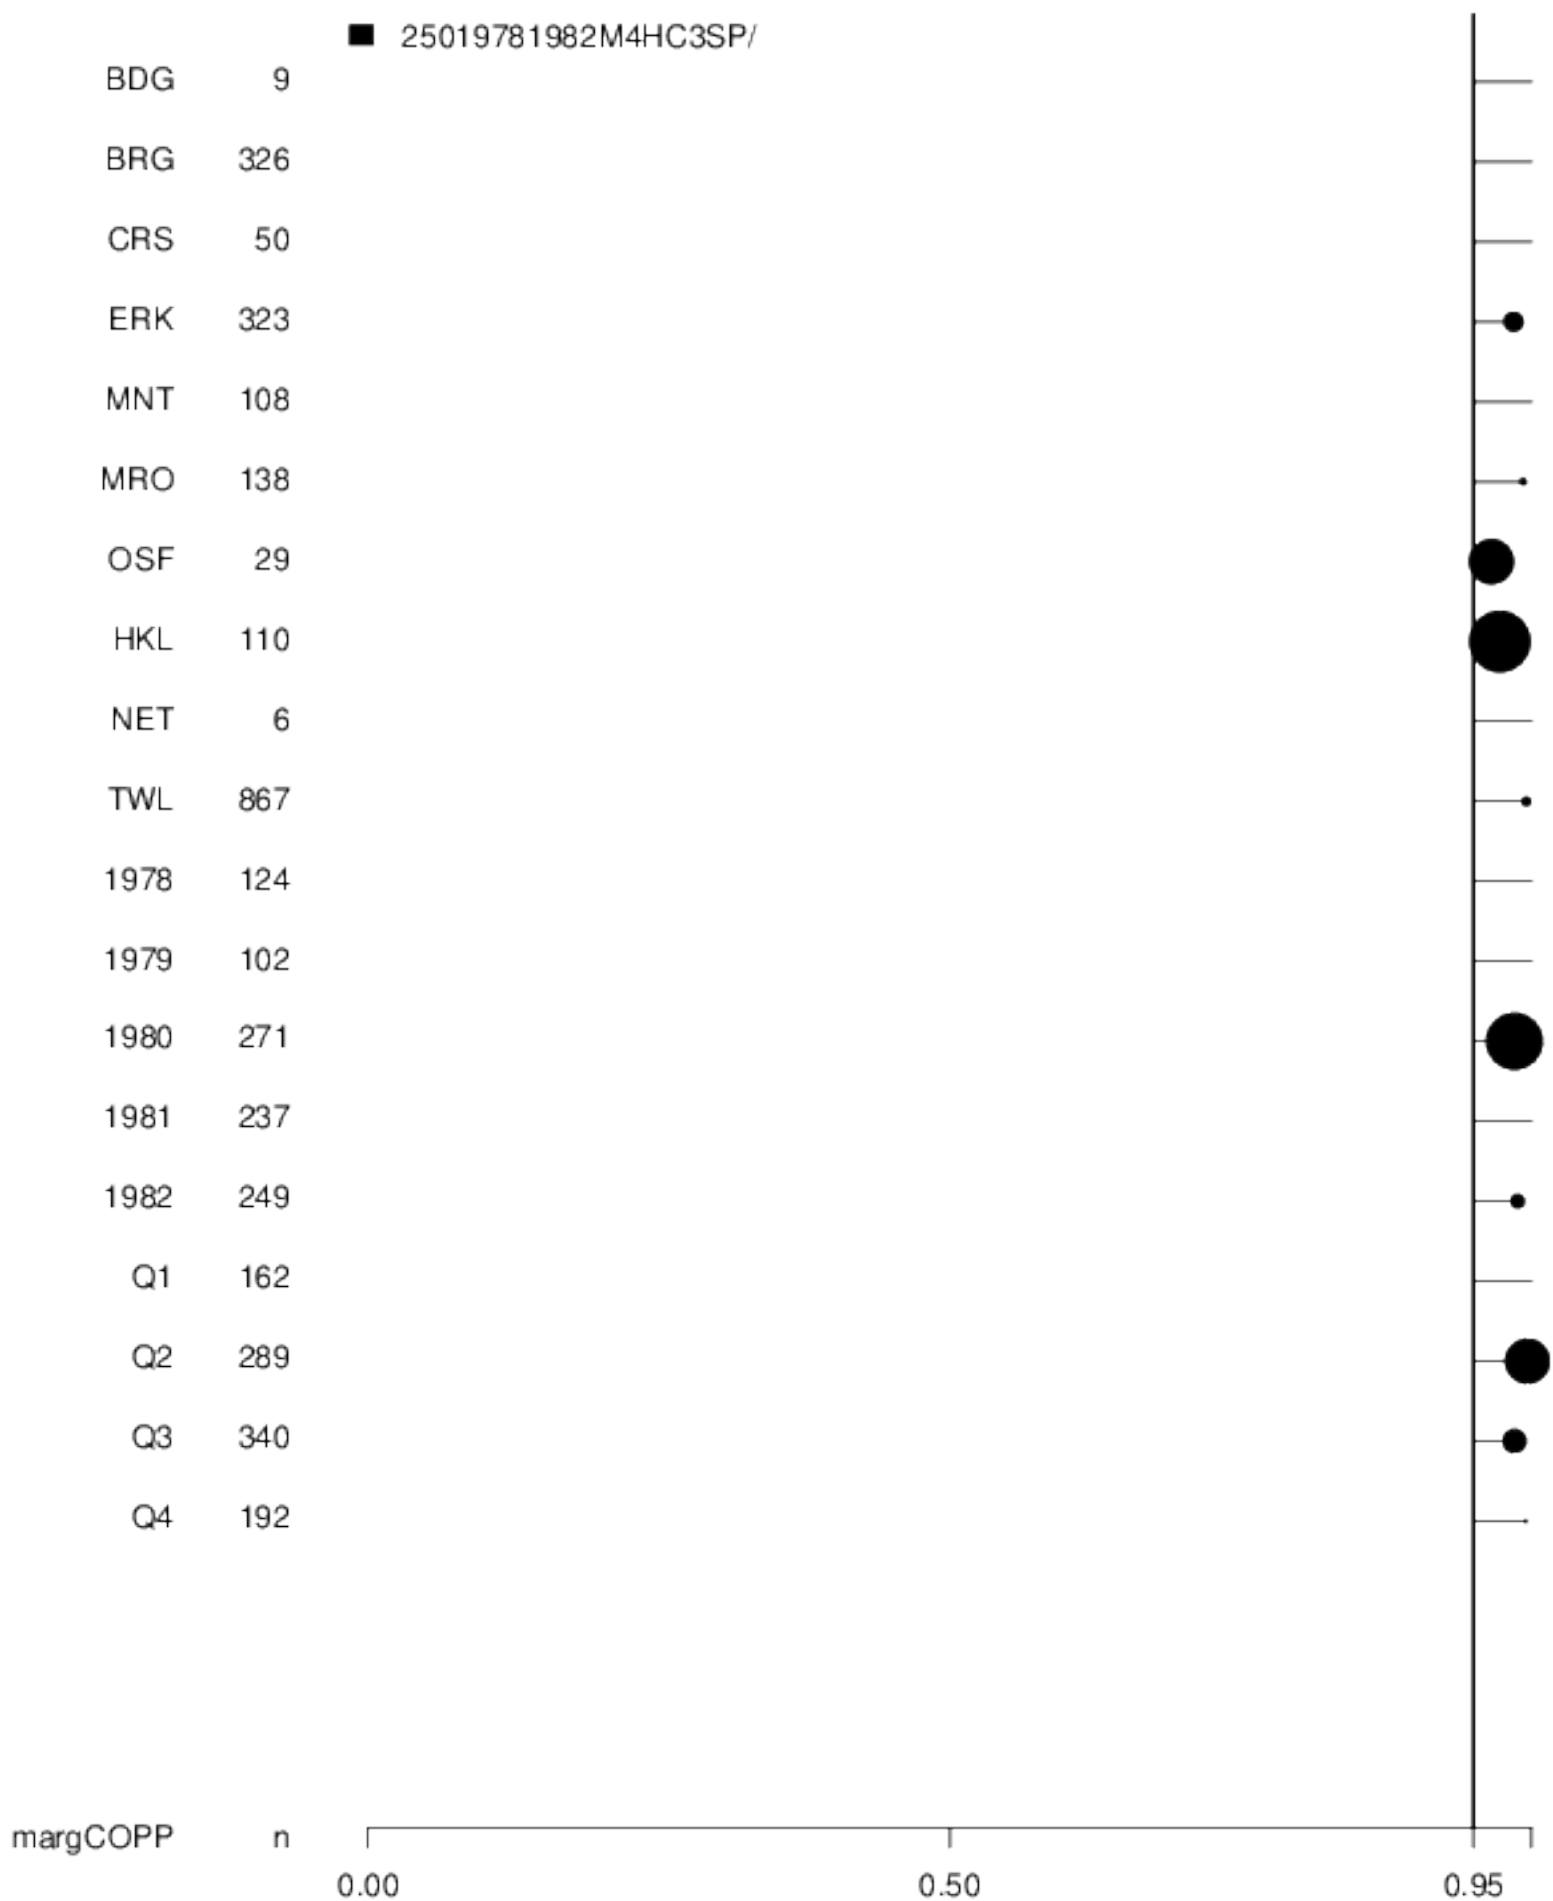 25019781982M4HC3SP/
BDG 9
BRG 326
CRS 50
ERK 323
MNT 108
MRO 138
OSF 29
HKL 110
NET 6
TWL 867
1978 124
1979 102
1980 271
1981 237
1982 249
Q1 162
Q2 289
Q3 340
Q4 192
margCOPP n
0.00 0.50 0.95